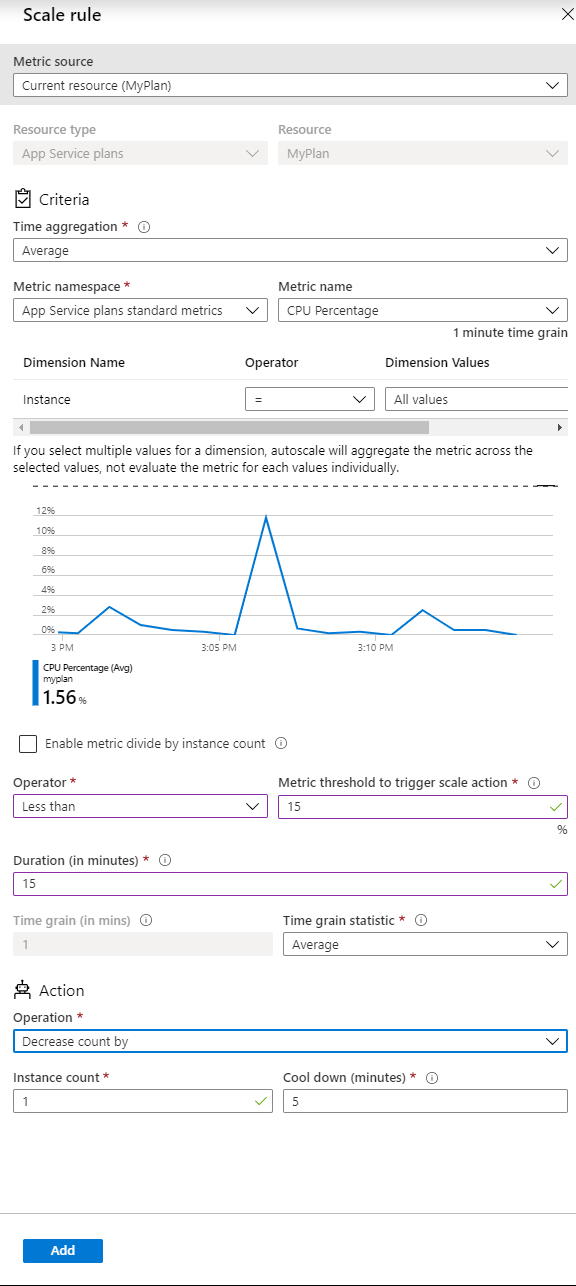 Scale rule
Metric source
Current resource (MyPlan)
Resource type
Resource
App Service plans
MyPlan
Criteria
Time aggregation *
Average
Metric namespace *
Metric name
App Service plans standard metrics
CPU Percentage
1 minute time grain
Dimension Name
Operator
Dimension Values
Instance
=
All values
If you select multiple values for a dimension, autoscale will aggregate the metric across the
selected values, not evaluate the metric for each values individually.
12%
10%
8%
6%
4%
2%
0%
3 PM
3:05 PM
3:10 PM
CPU Percentage (Avg)
myplan
1.56 %
Enable metric divide by instance count
Operator *
Metric threshold to trigger scale action *
Less than
15
%
Duration (in minutes) *
15
Time grain (in mins)
Time grain statistic *
1
Average
Action
Operation *
Decrease count by
Instance count *
Cool down (minutes) *
1
5
Add